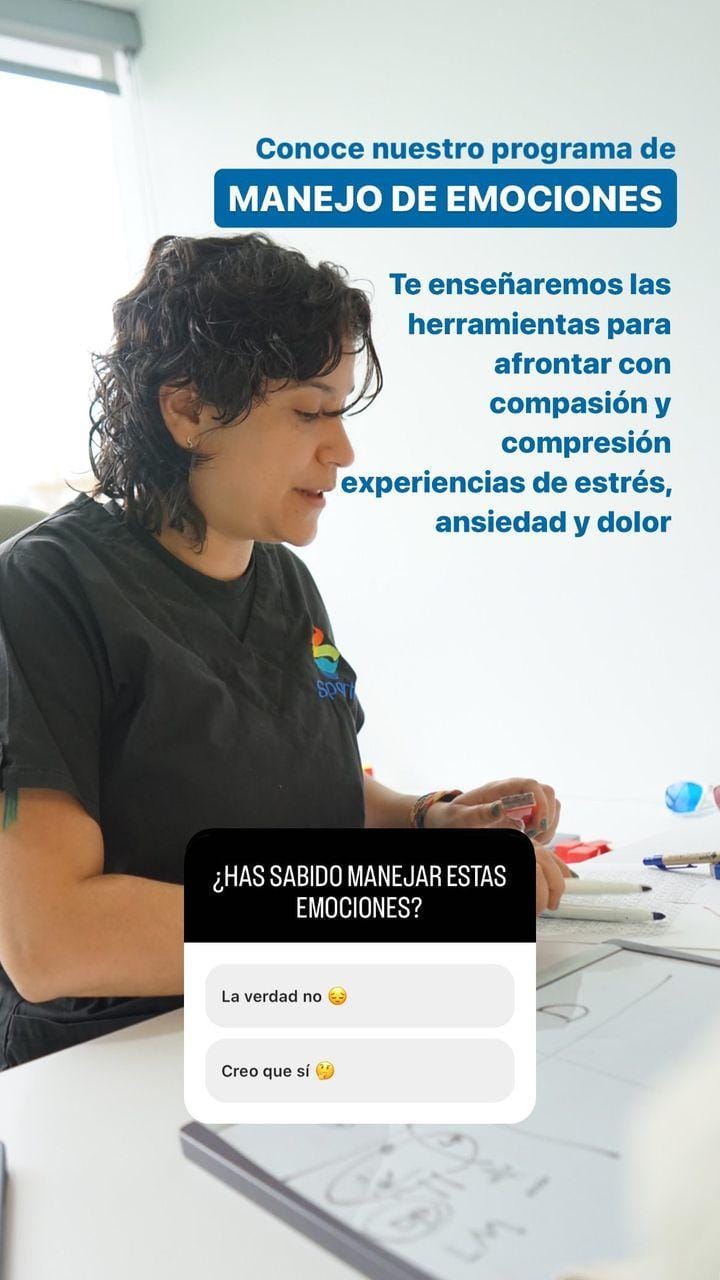 Conoce nuestro programa de
MANEJO DE EMOCIONES
Te enseñaremos las
herramientas para
afrontar con
compasión y
compresión
experiencias de estrés,
ansiedad y dolor
¿HAS SABIDO MANEJAR ESTAS
EMOCIONES?
La verdad no 😔
Creo que sí 🤔